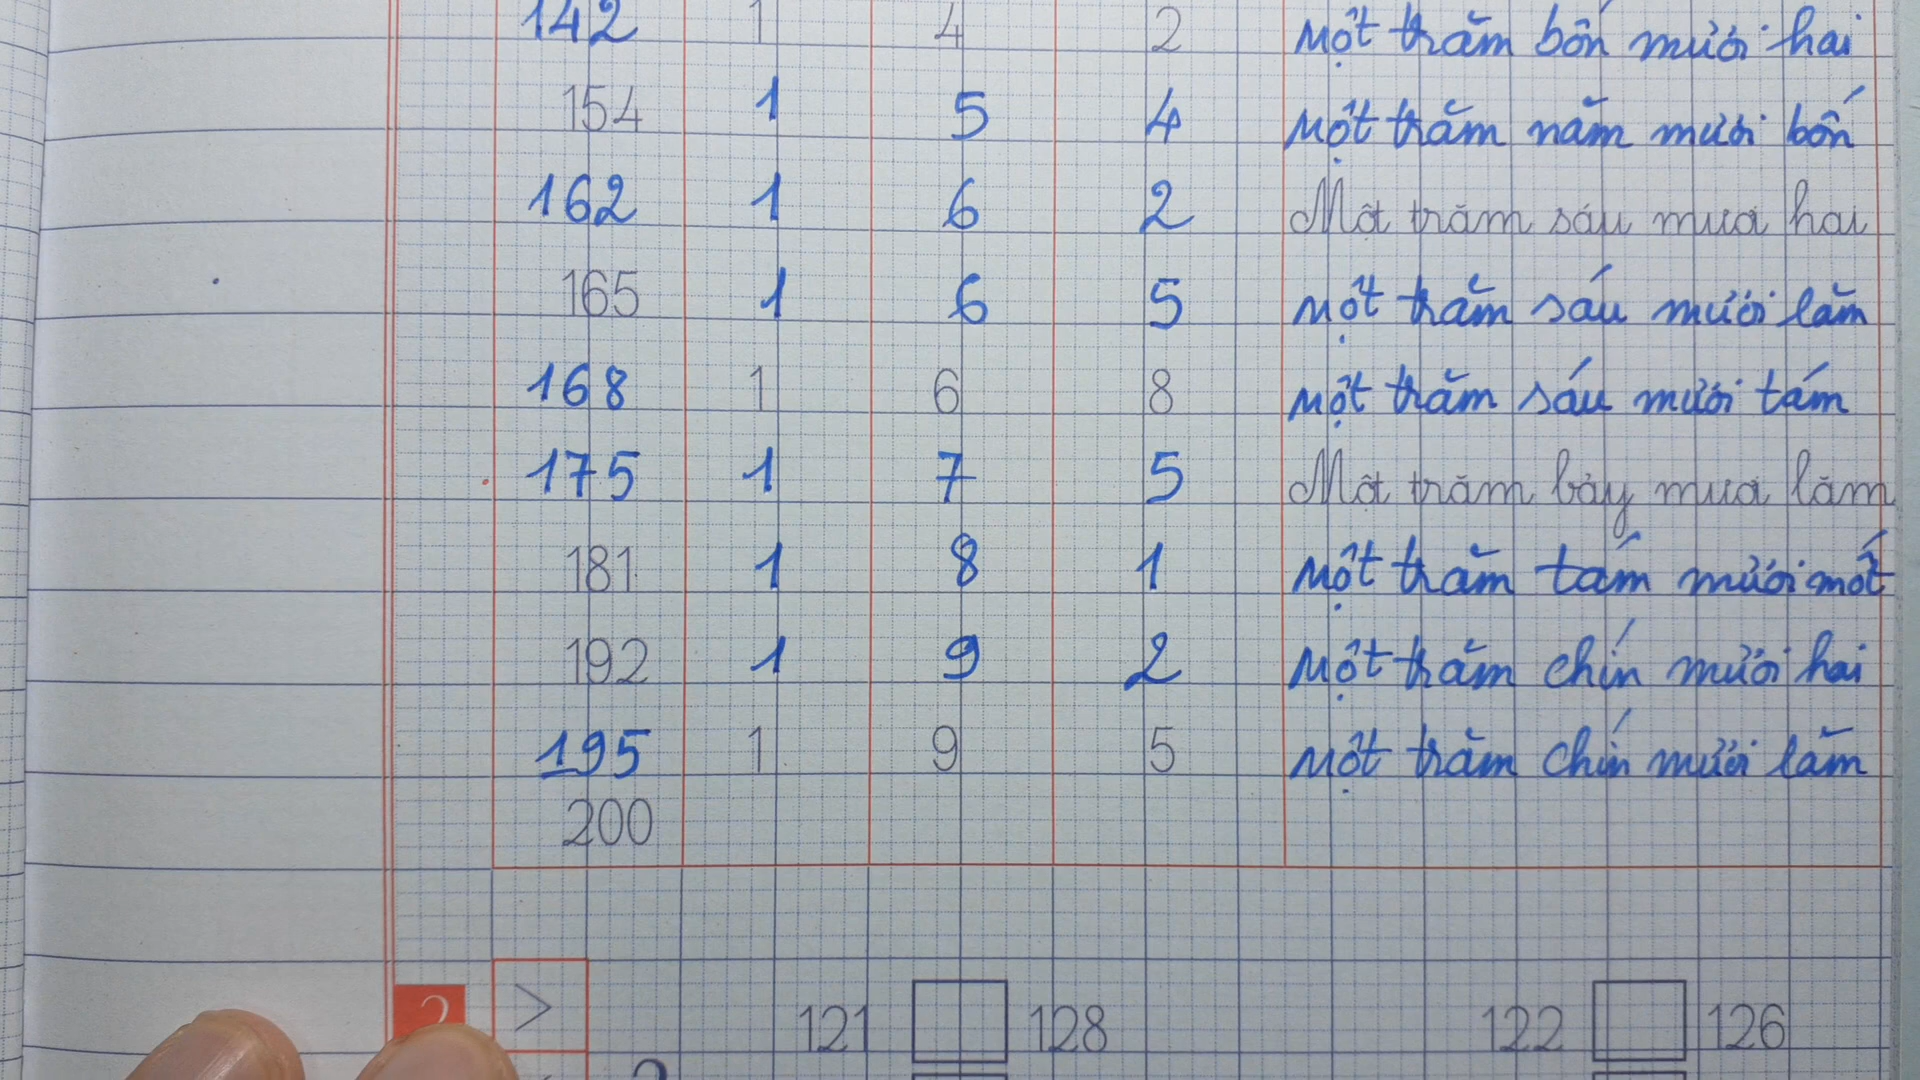 142 1 4 2 một trăm bốn mươi hai
154 1 5 4 một trăm năm mươi bốn
162 1 6 2 Một trăm sáu mươi hai
165 1 6 5 một trăm sáu mươi lăm
168 1 6 8 một trăm sáu mươi tám
175 1 7 5 Một trăm bảy mươi lăm
181 1 8 1 một trăm tám mươi mốt
192 1 9 2 một trăm chín mươi hai
195 1 9 5 một trăm chín mươi lăm
200
2 > 121 128 122 126